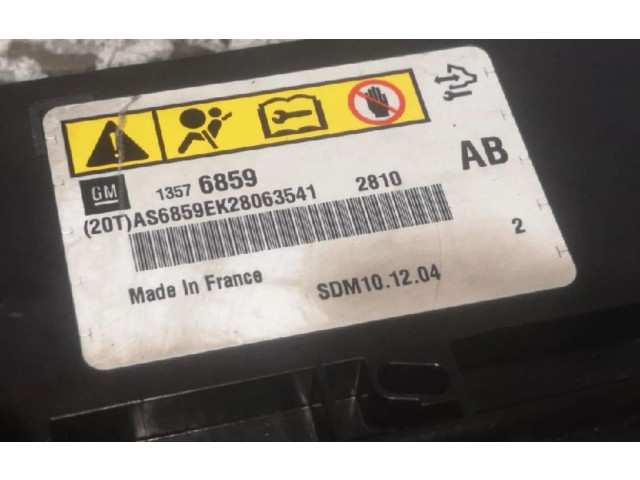 AB
GM 1357 6859
(20T)AS6859EK28063541 2810
2
Made In France SDM10.12.04